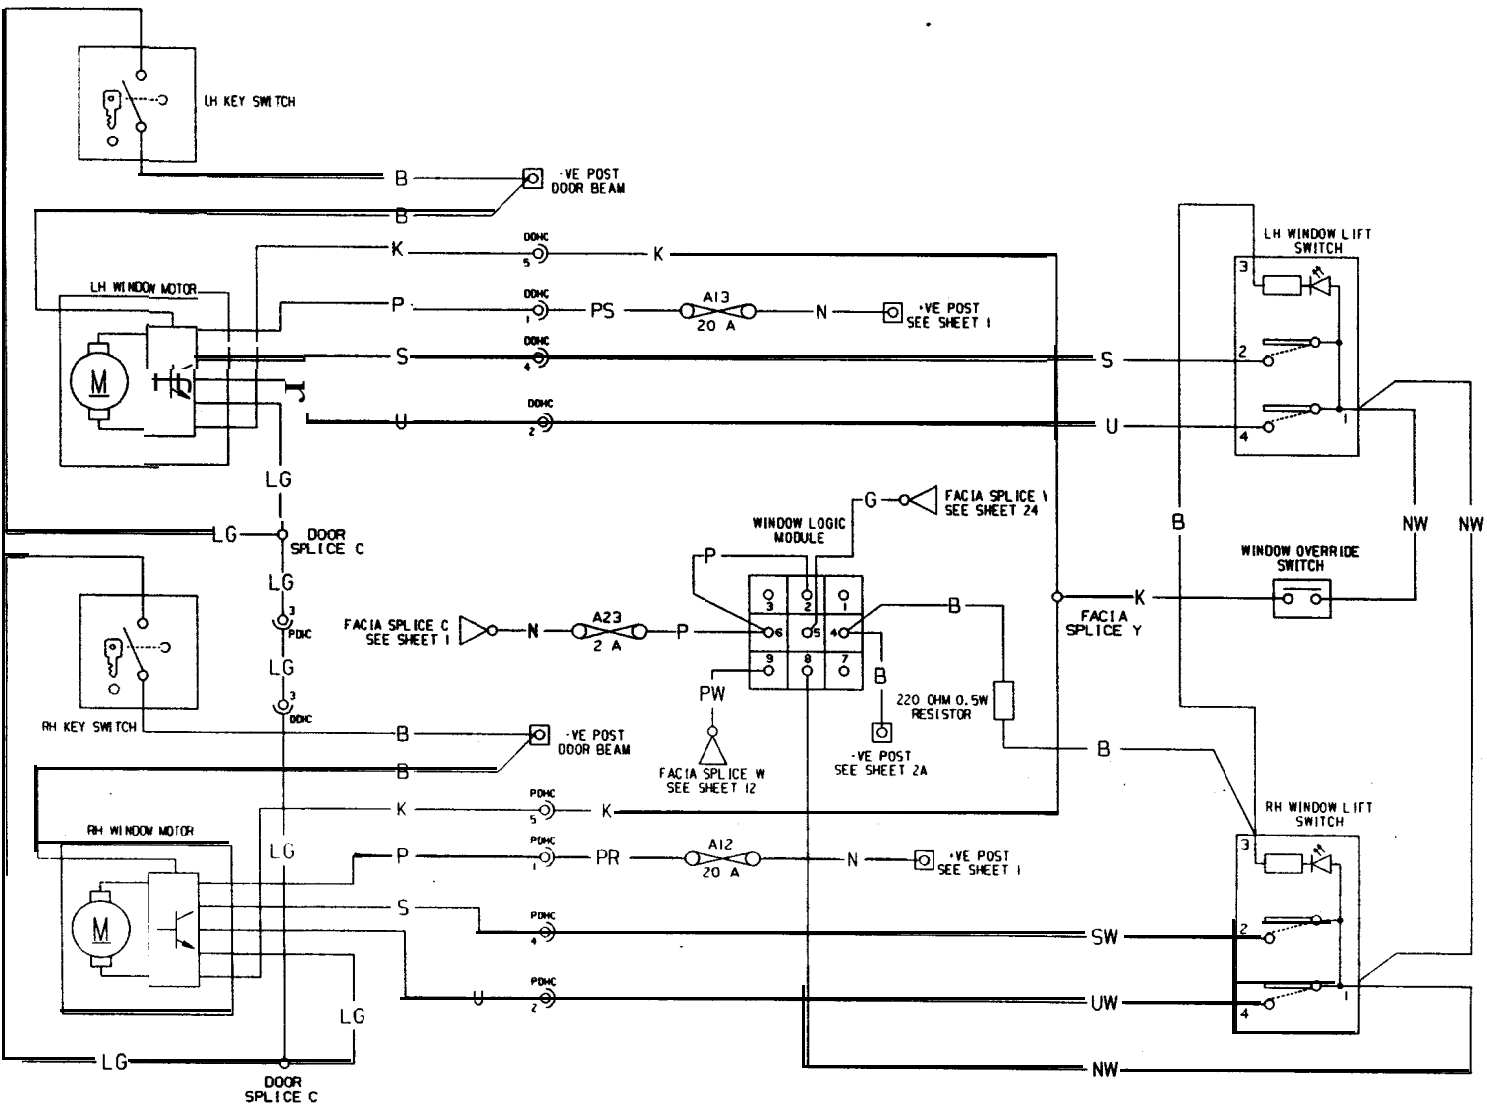 LH KEY SWITCH
B
-VE POST
DOOR BEAM
B
K
DDHC
5
K
LH WINDOW MOTOR
P
DDHC
1
PS
A13
20 A
N
+VE POST
SEE SHEET 1
S
DDHC
4
S
M
U
DDHC
2
U
LH WINDOW LIFT
SWITCH
3
2
4
1
LG
LG
DOOR
SPLICE C
LG
3
PDHC
LG
3
DDHC
WINDOW LOGIC
MODULE
G
FACIA SPLICE
SEE SHEET 24
P
3
2
1
6
5
4
9
8
7
FACIA SPLICE C
SEE SHEET 1
N
A23
2 A
P
PW
FACIA SPLICE W
SEE SHEET 12
B
B
-VE POST
SEE SHEET 2A
220 OHM 0.5W
RESISTOR
B
B
NW
NW
WINDOW OVERRIDE
SWITCH
K
FACIA
SPLICE Y
RH KEY SWITCH
B
-VE POST
DOOR BEAM
B
K
PDHC
5
K
RH WINDOW MOTOR
LG
P
PDHC
1
PR
A12
20 A
N
+VE POST
SEE SHEET 1
M
S
PDHC
4
SW
U
PDHC
2
UW
RH WINDOW LIFT
SWITCH
3
2
4
1
LG
LG
NW
DOOR
SPLICE C